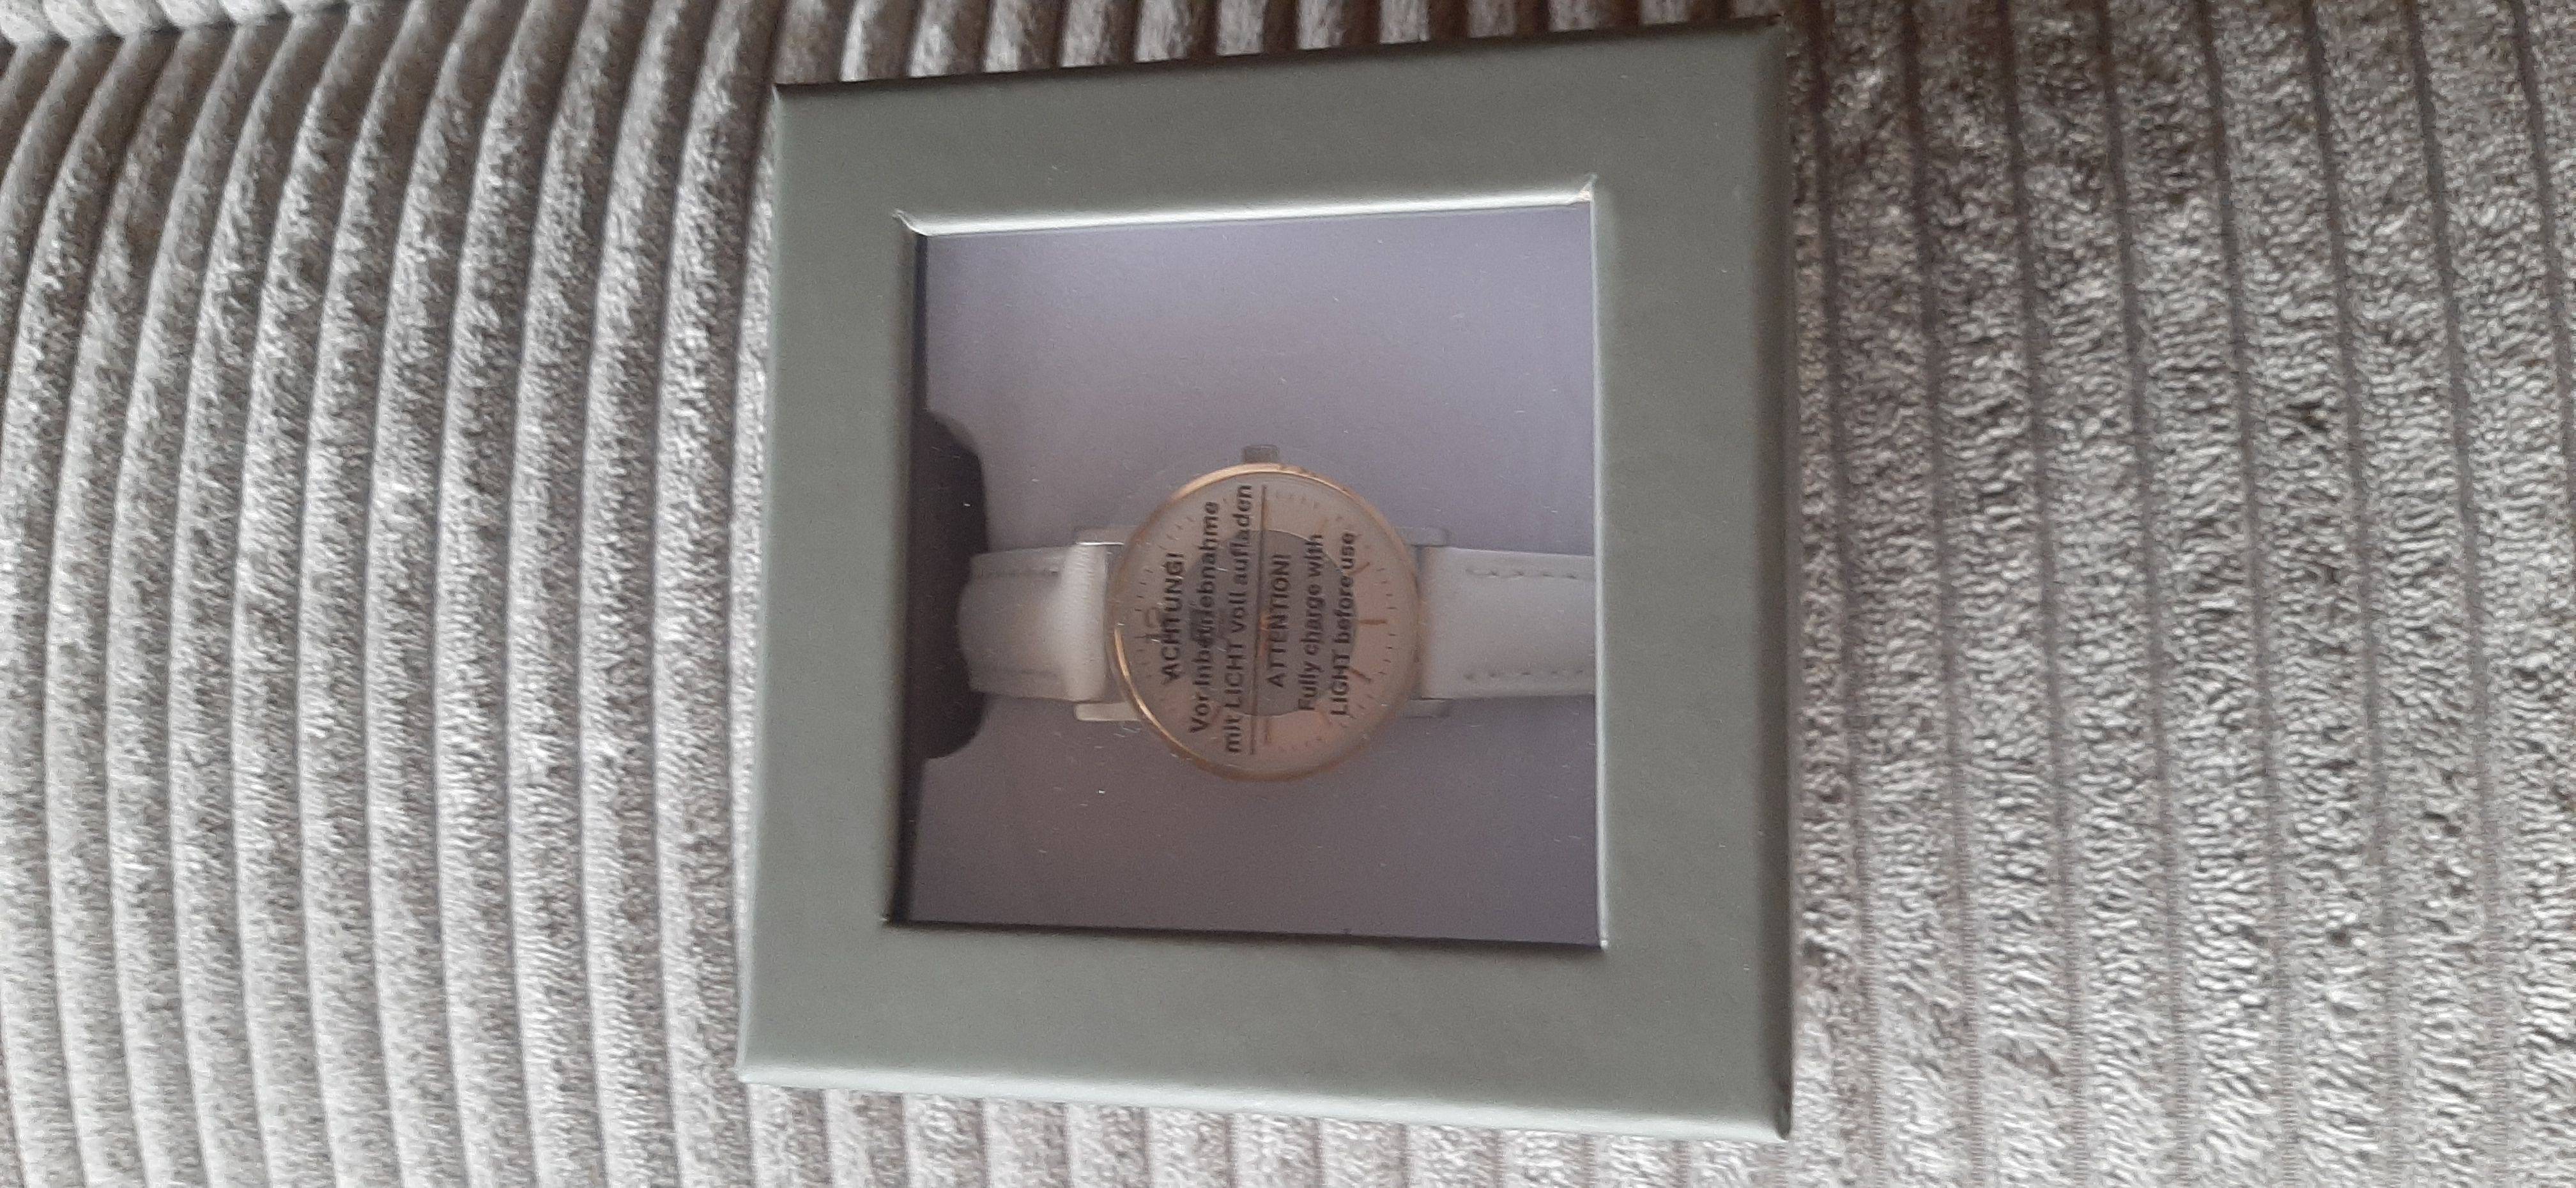 ACHTUNG!
Vor Inbetriebnahme
mit LICHT voll aufladen
ATTENTION!
Fully charge with
LIGHT before use